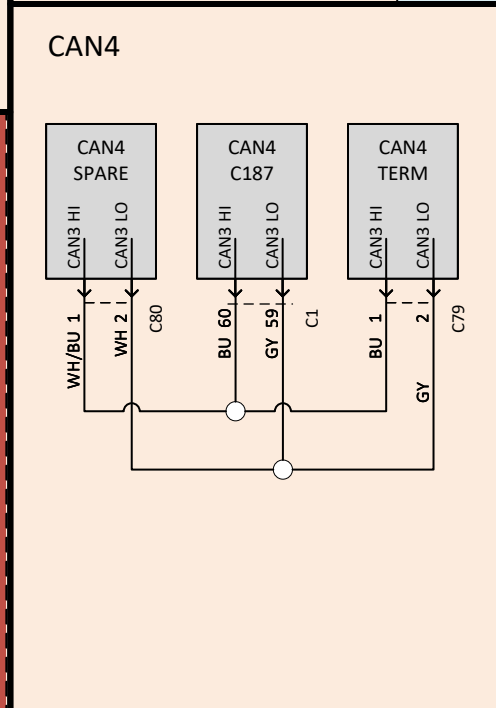 CAN4
CAN4
SPARE
CAN3 HI
CAN3 LO
WH/BU 1
WH 2
C80
CAN4
C187
CAN3 HI
CAN3 LO
BU 60
GY 59
C1
CAN4
TERM
CAN3 HI
CAN3 LO
BU 1
GY 2
C79